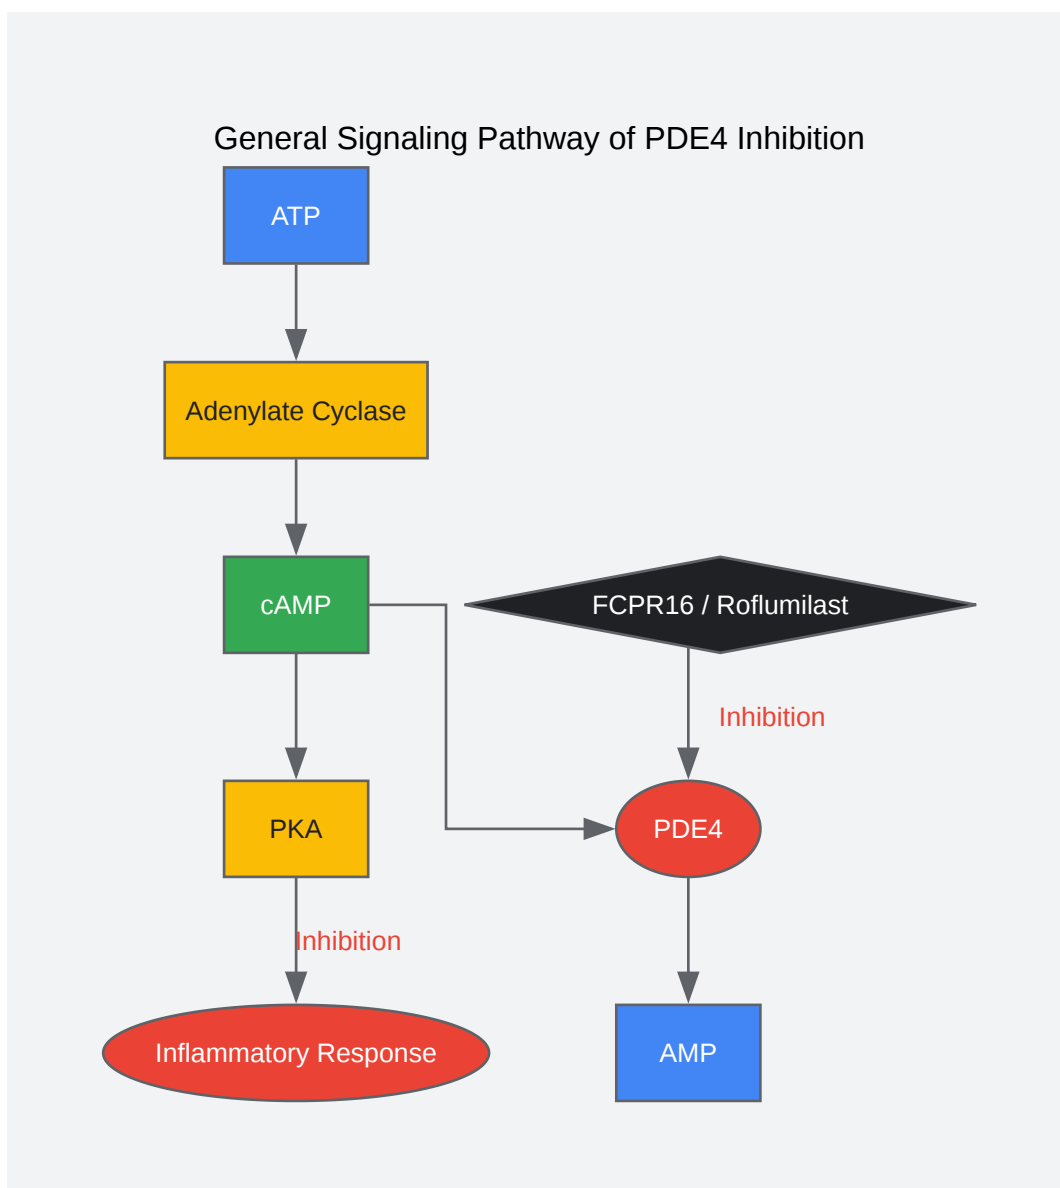 General Signaling Pathway of PDE4 Inhibition
ATP
Adenylate Cyclase
cAMP
FCPR16 / Roflumilast
Inhibition
PKA
PDE4
Inhibition
Inflammatory Response
AMP